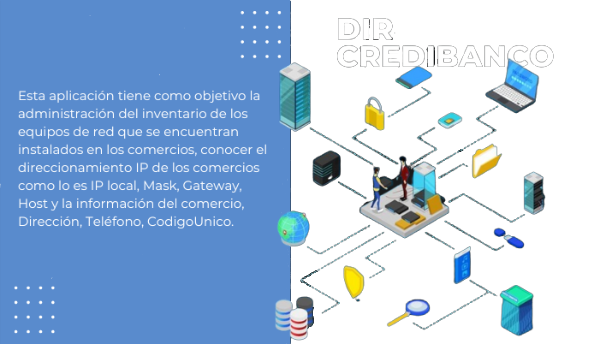 DIR
CREDIBANCO
Esta aplicación tiene como objetivo la
administración del inventario de los
equipos de red que se encuentran
instalados en los comercios, conocer el
direccionamiento IP de los comercios
como lo es IP local, Mask, Gateway,
Host y la información del comercio,
Dirección, Teléfono, CodigoUnico.